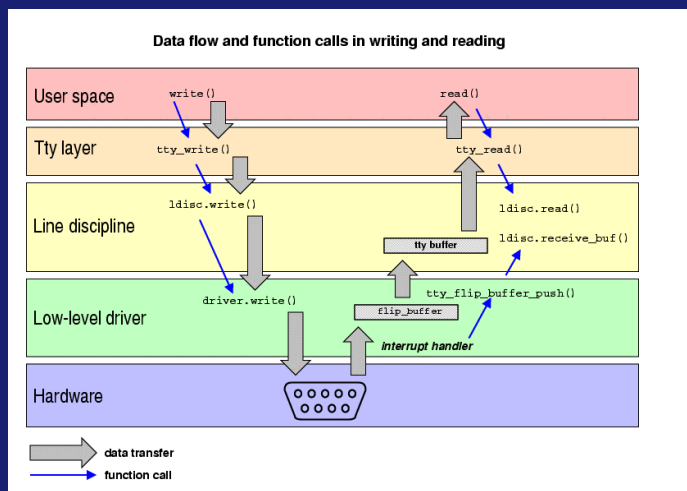 Data flow and function calls in writing and reading
User space
write()
read()
Tty layer
tty_write()
tty_read()
ldisc.write()
ldisc.read()
Line discipline
tty buffer
ldisc.receive_buf()
driver.write()
tty_flip_buffer_push()
Low-level driver
flip_buffer
interrupt handler
Hardware
data transfer
function call